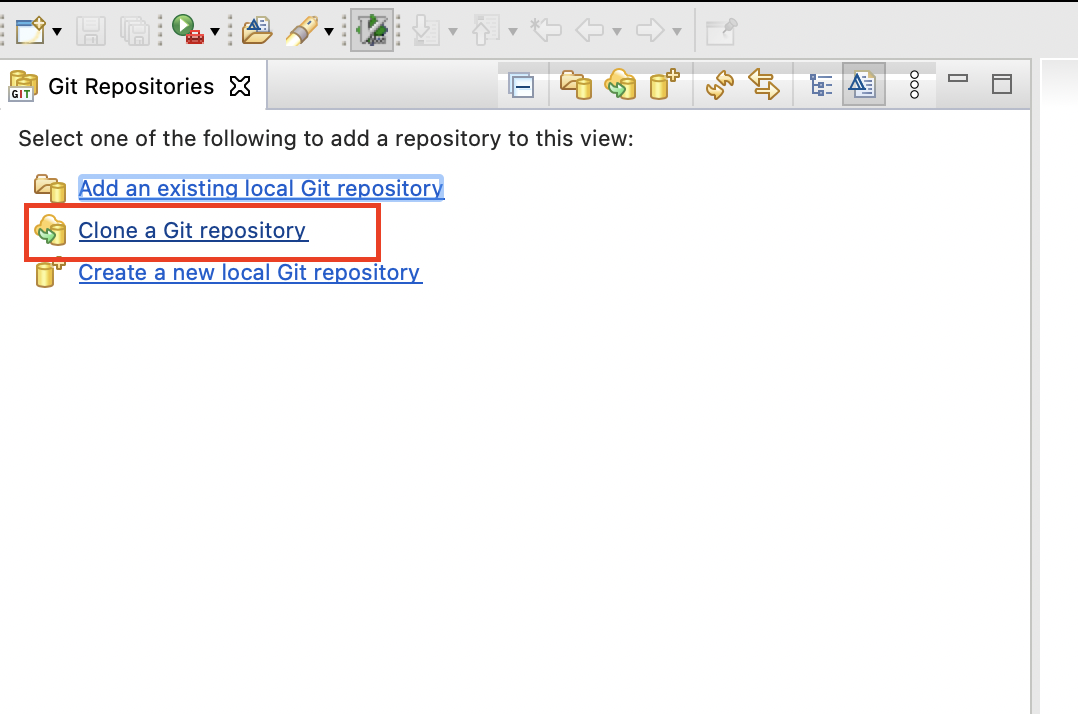 GIT Git Repositories
Select one of the following to add a repository to this view:
Add an existing local Git repository
Clone a Git repository
Create a new local Git repository